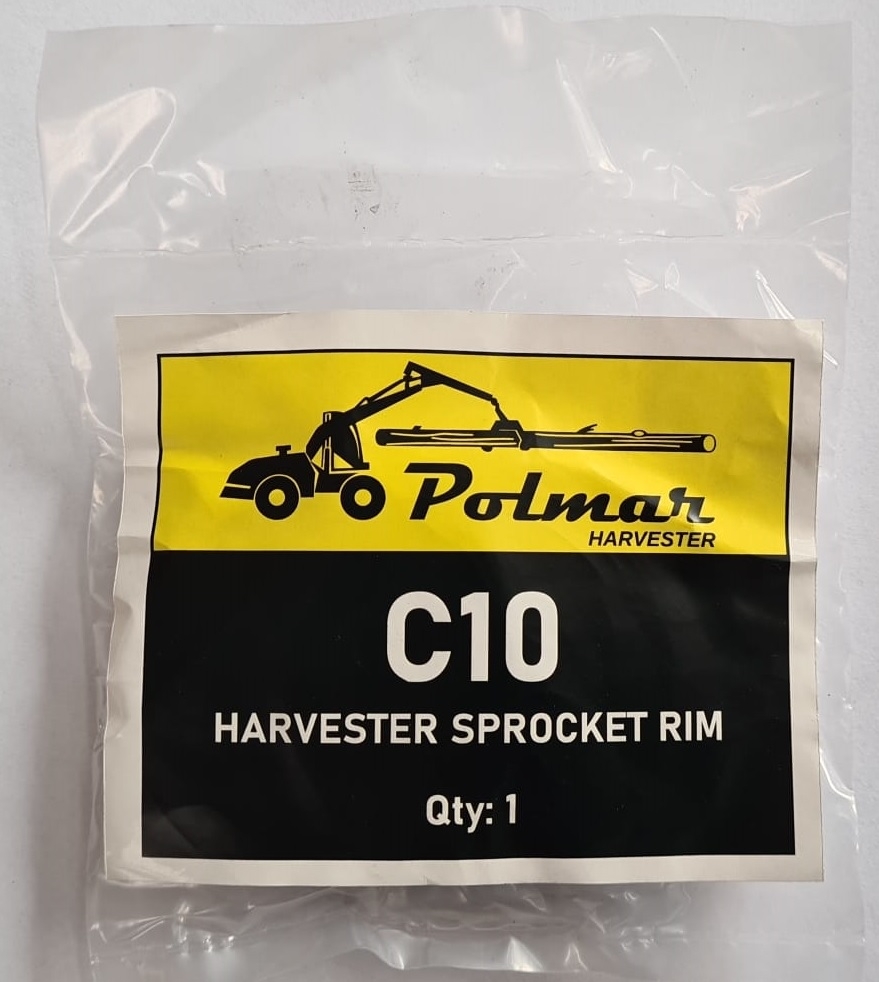 Polmar
HARVESTER
C10
HARVESTER SPROCKET RIM
Qty: 1